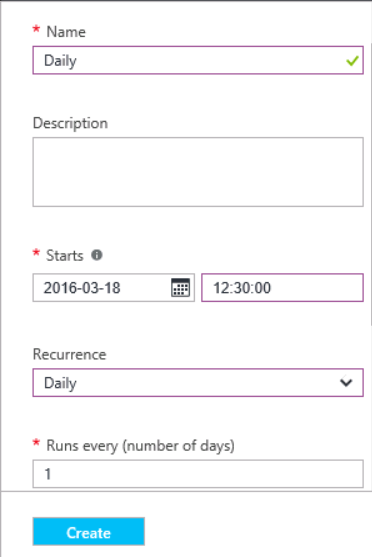 * Name
Daily
Description
* Starts
2016-03-18 12:30:00
Recurrence
Daily
* Runs every (number of days)
1
Create